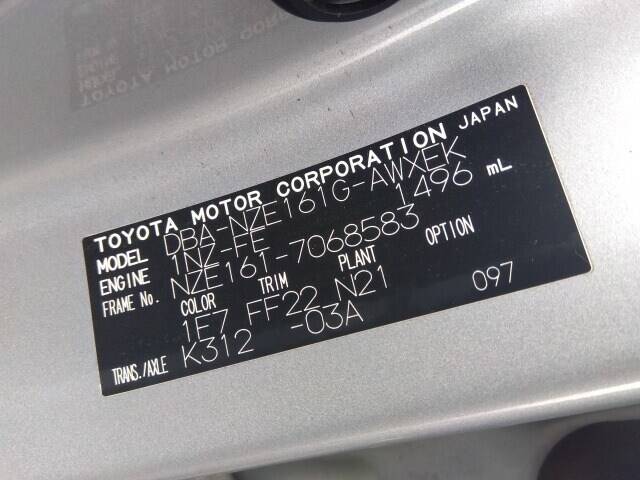 TOYOTA MOTOR CORPORATION JAPAN
MODEL DBA-NZE161G-AWXEK
ENGINE 1NZ-FE 1496 mL
FRAME No. NZE161-7068583
COLOR TRIM PLANT OPTION
1F7 FF22 N21 097
TRANS./AXLE K312 -03A